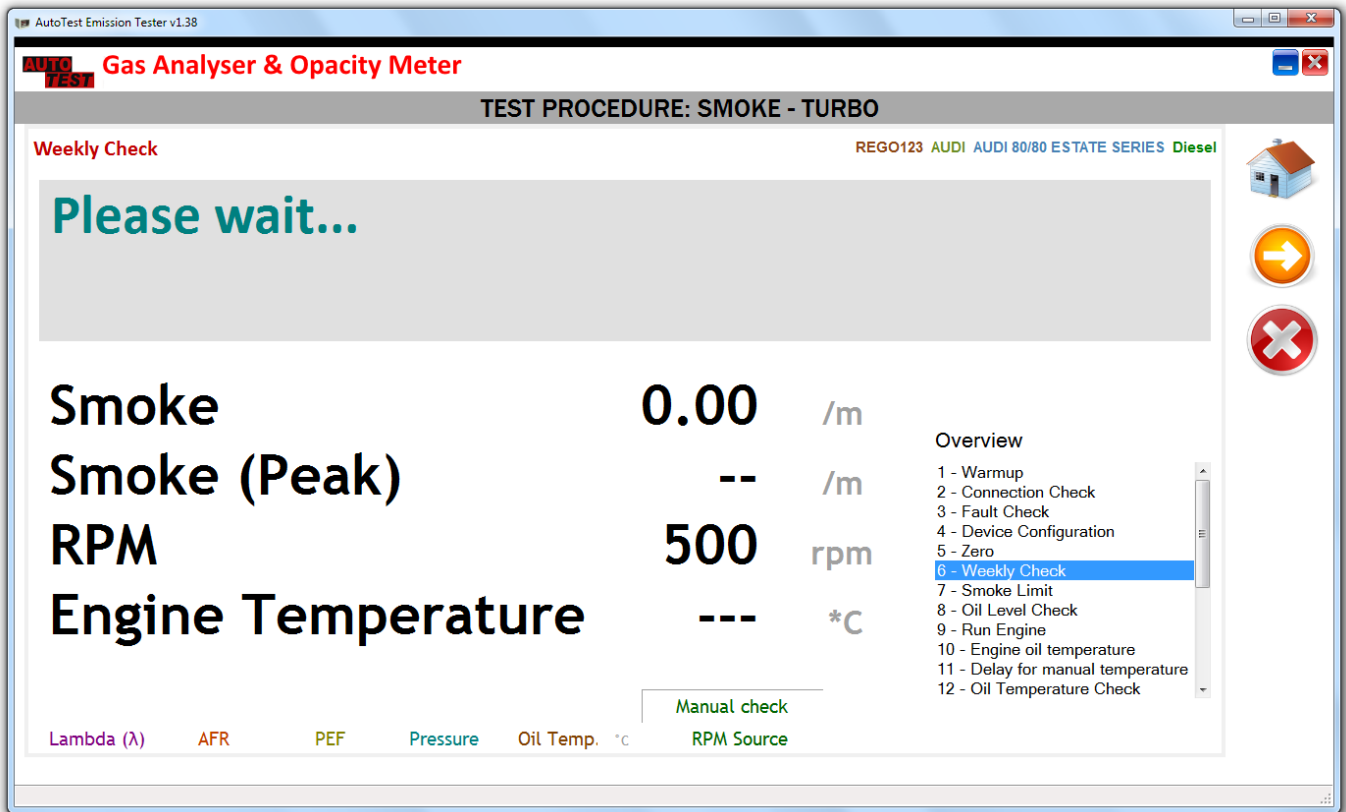 AutoTest Emission Tester v1.38
AUTO TEST Gas Analyser & Opacity Meter
TEST PROCEDURE: SMOKE - TURBO
Weekly Check
REGO123 AUDI AUDI 80/80 ESTATE SERIES Diesel
Please wait...
Smoke 0.00 /m
Smoke (Peak) -- /m
RPM 500 rpm
Engine Temperature --- *C
Overview
1 - Warmup
2 - Connection Check
3 - Fault Check
4 - Device Configuration
5 - Zero
6 - Weekly Check
7 - Smoke Limit
8 - Oil Level Check
9 - Run Engine
10 - Engine oil temperature
11 - Delay for manual temperature
12 - Oil Temperature Check
Manual check
Lambda (λ) AFR PEF Pressure Oil Temp. °C RPM Source